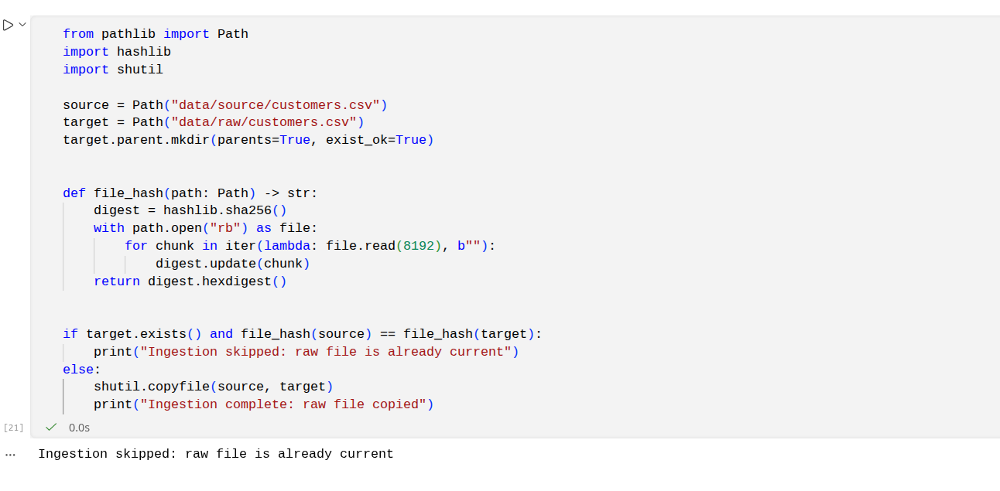 from pathlib import Path
import hashlib
import shutil

source = Path("data/source/customers.csv")
target = Path("data/raw/customers.csv")
target.parent.mkdir(parents=True, exist_ok=True)


def file_hash(path: Path) -> str:
    digest = hashlib.sha256()
    with path.open("rb") as file:
        for chunk in iter(lambda: file.read(8192), b""):
            digest.update(chunk)
    return digest.hexdigest()


if target.exists() and file_hash(source) == file_hash(target):
    print("Ingestion skipped: raw file is already current")
else:
    shutil.copyfile(source, target)
    print("Ingestion complete: raw file copied")
[21] 0.0s
Ingestion skipped: raw file is already current